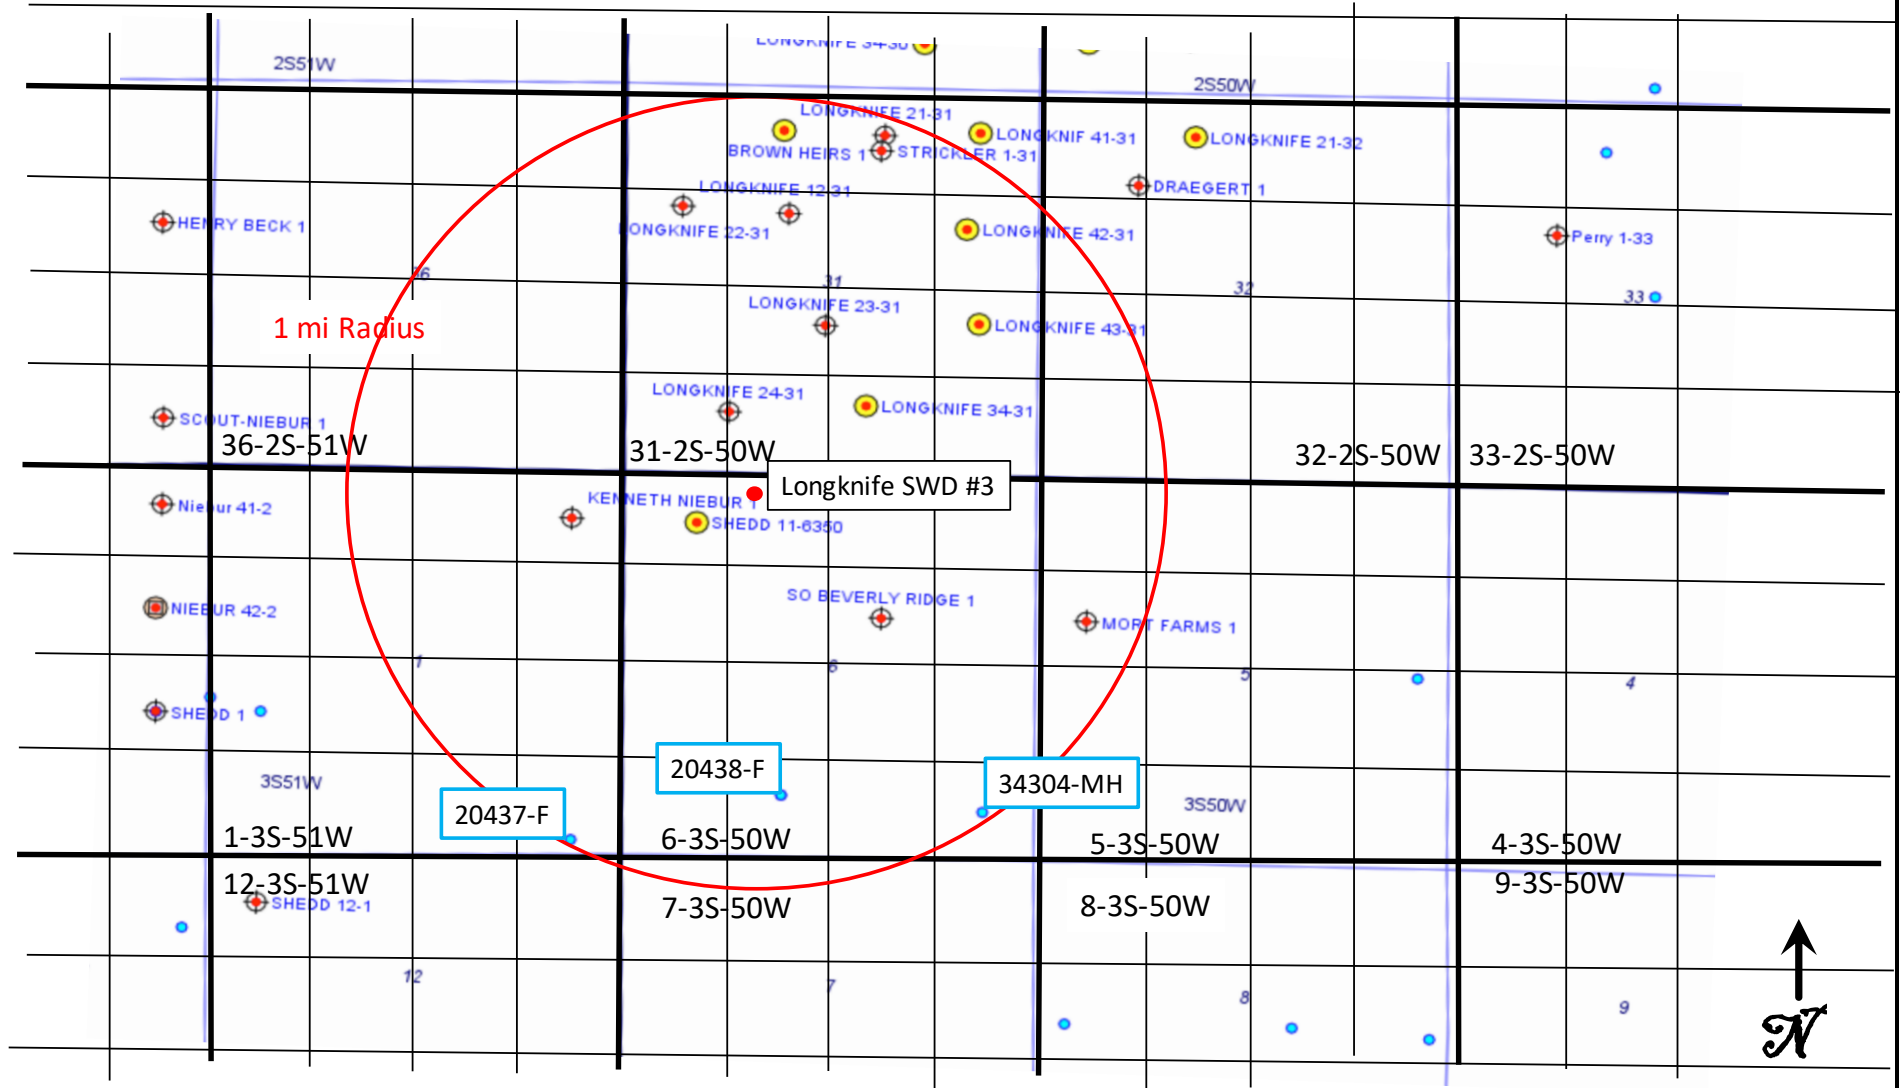 LONGKNIFE 34-30
2S51W
2S50W
LONGKNIFE 21-31
LONGKNIF 41-31
LONGKNIFE 21-32
BROWN HEIRS 1
STRICKLER 1-31
LONGKNIFE 12-31
DRAEGERT 1
HENRY BECK 1
LONGKNIFE 22-31
LONGKNIFE 42-31
Perry 1-33
36
31
32
33
LONGKNIFE 23-31
1 mi Radius
LONGKNIFE 43-31
LONGKNIFE 24-31
LONGKNIFE 34-31
SCOUT-NIEBUR 1
36-2S-51W
31-2S-50W
32-2S-50W
33-2S-50W
Longknife SWD #3
KENNETH NIEBUR 1
Niebur 41-2
SHEDD 11-6350
SO BEVERLY RIDGE 1
NIEBUR 42-2
MORT FARMS 1
1
6
5
4
SHEDD 1
20438-F
34304-MH
3S51W
3S50W
20437-F
1-3S-51W
6-3S-50W
5-3S-50W
4-3S-50W
12-3S-51W
9-3S-50W
SHEDD 12-1
7-3S-50W
8-3S-50W
12
7
8
9
N